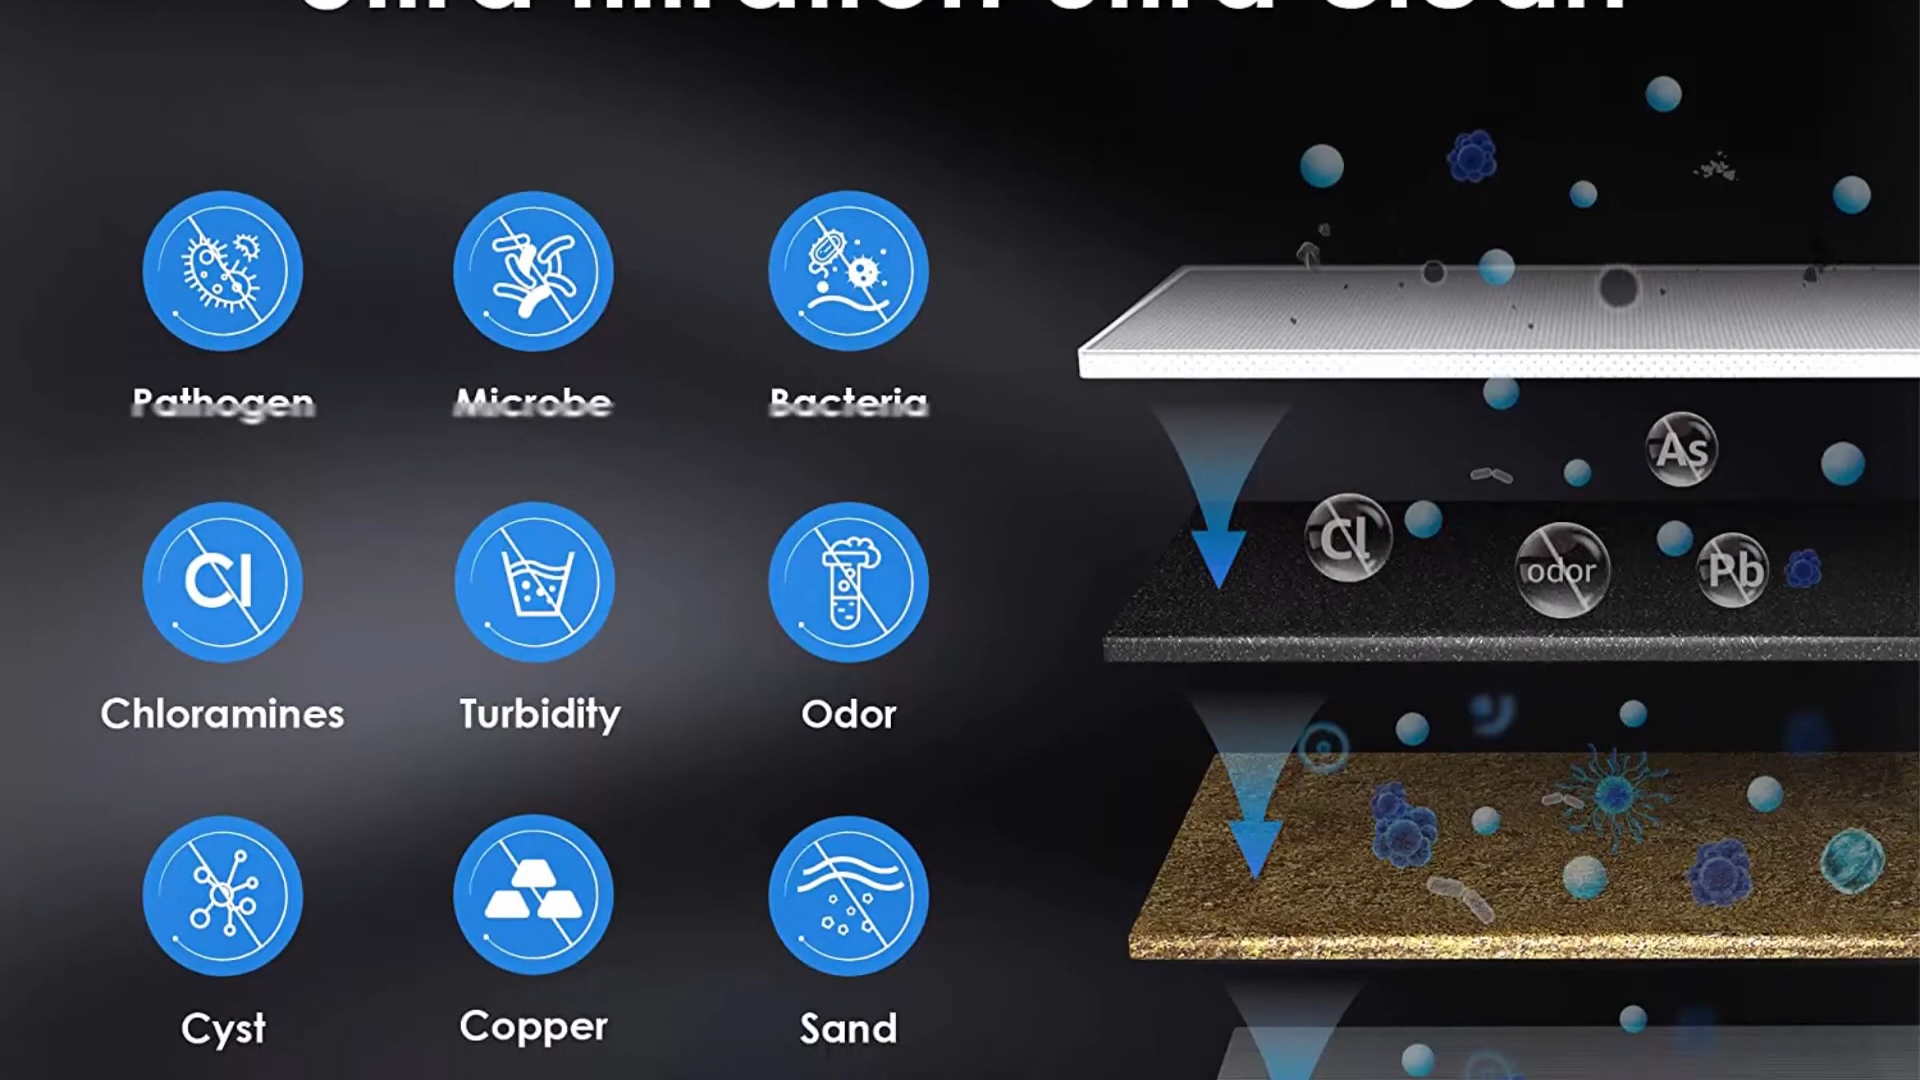 Pathogen Microbe Bacteria
As
Cl
odor
Pb
Cl
Chloramines Turbidity Odor
Cyst Copper Sand